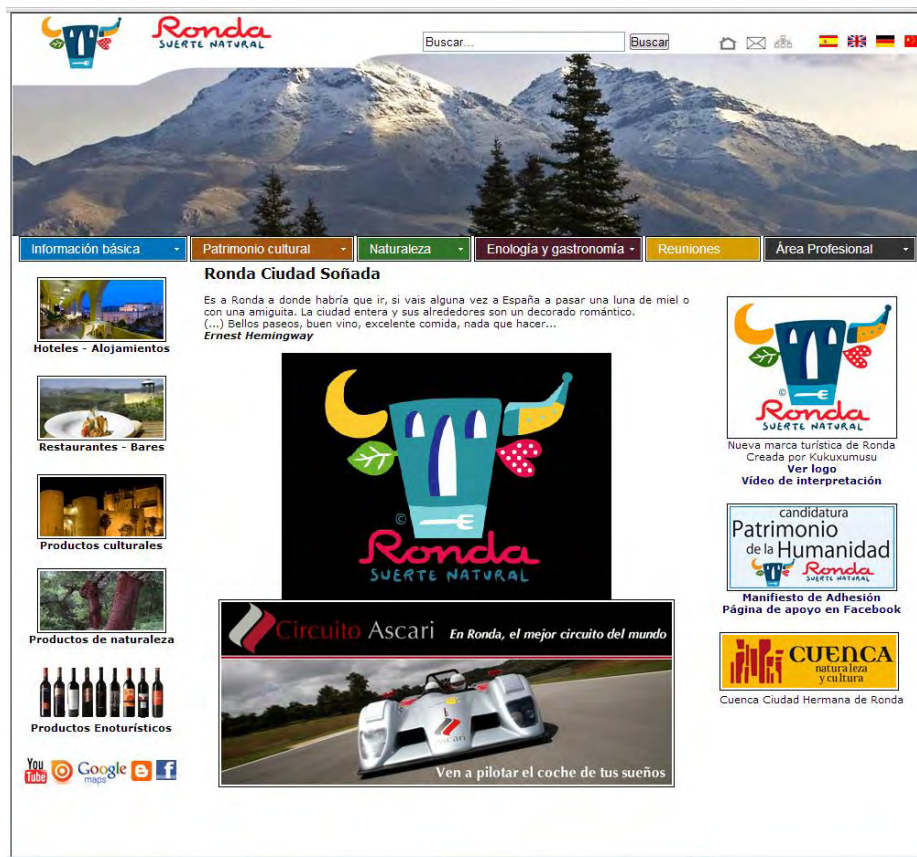 Ronda
SUERTE NATURAL
Buscar...
Buscar
Información básica
Patrimonio cultural
Naturaleza
Enología y gastronomía
Reuniones
Área Profesional
Hoteles - Alojamientos
Restaurantes - Bares
Productos culturales
Productos de naturaleza
Productos Enoturísticos
You
Tube
Google
maps
Ronda Ciudad Soñada
Es a Ronda a donde habría que ir, si vais alguna vez a España a pasar una luna de miel o
con una amiguita. La ciudad entera y sus alrededores son un decorado romántico.
(...) Bellos paseos, buen vino, excelente comida, nada que hacer...
Ernest Hemingway
©
Ronda
SUERTE NATURAL
Circuito Ascari En Ronda, el mejor circuito del mundo
Ascari
Ven a pilotar el coche de tus sueños
©
Ronda
SUERTE NATURAL
Nueva marca turística de Ronda
Creada por Kukuxumusu
Ver logo
Vídeo de interpretación
candidatura
Patrimonio
de la Humanidad
Ronda
SUERTE NATURAL
Manifiesto de Adhesión
Página de apoyo en Facebook
CUENCA
naturaleza
y cultura
Cuenca Ciudad Hermana de Ronda